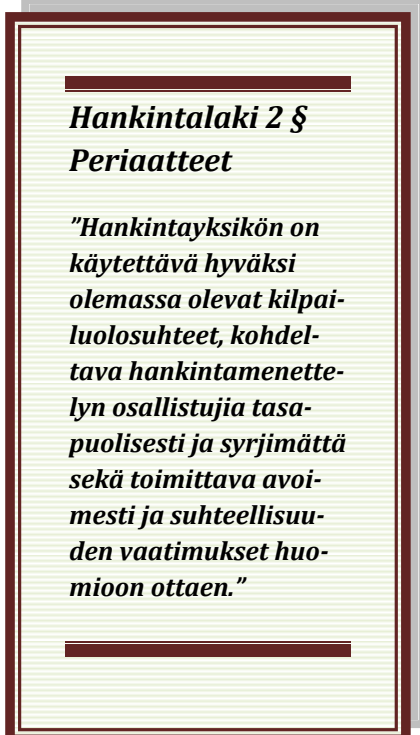 Hankintalaki 2 §
Periaatteet
”Hankintayksikön on
käytettävä hyväksi
olemassa olevat kilpai-
luolosuhteet, kohdel-
tava hankintamenette-
lyn osallistujia tasa-
puolisesti ja syrjimättä
sekä toimittava avoi-
mesti ja suhteellisuu-
den vaatimukset huo-
mioon ottaen.”